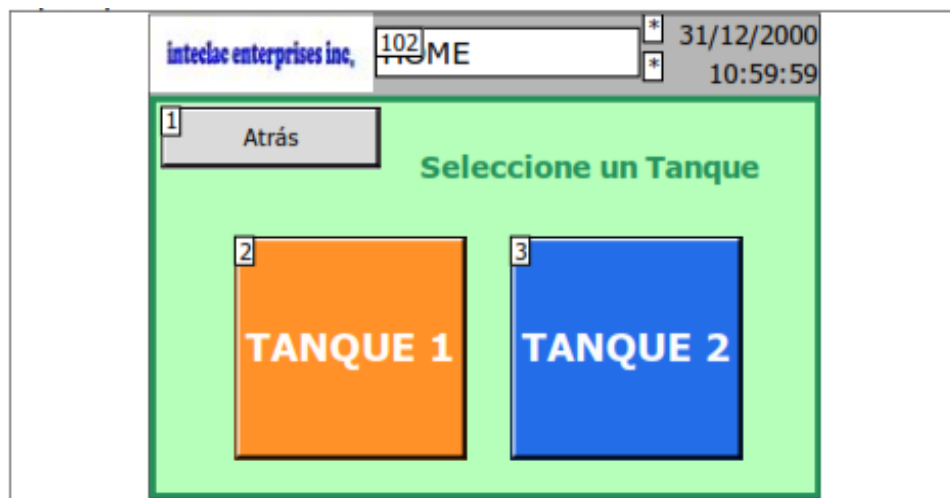 inteclac enterprises inc,
102
ME
*
31/12/2000
*
10:59:59
1
Atrás
Seleccione un Tanque
2
TANQUE 1
3
TANQUE 2